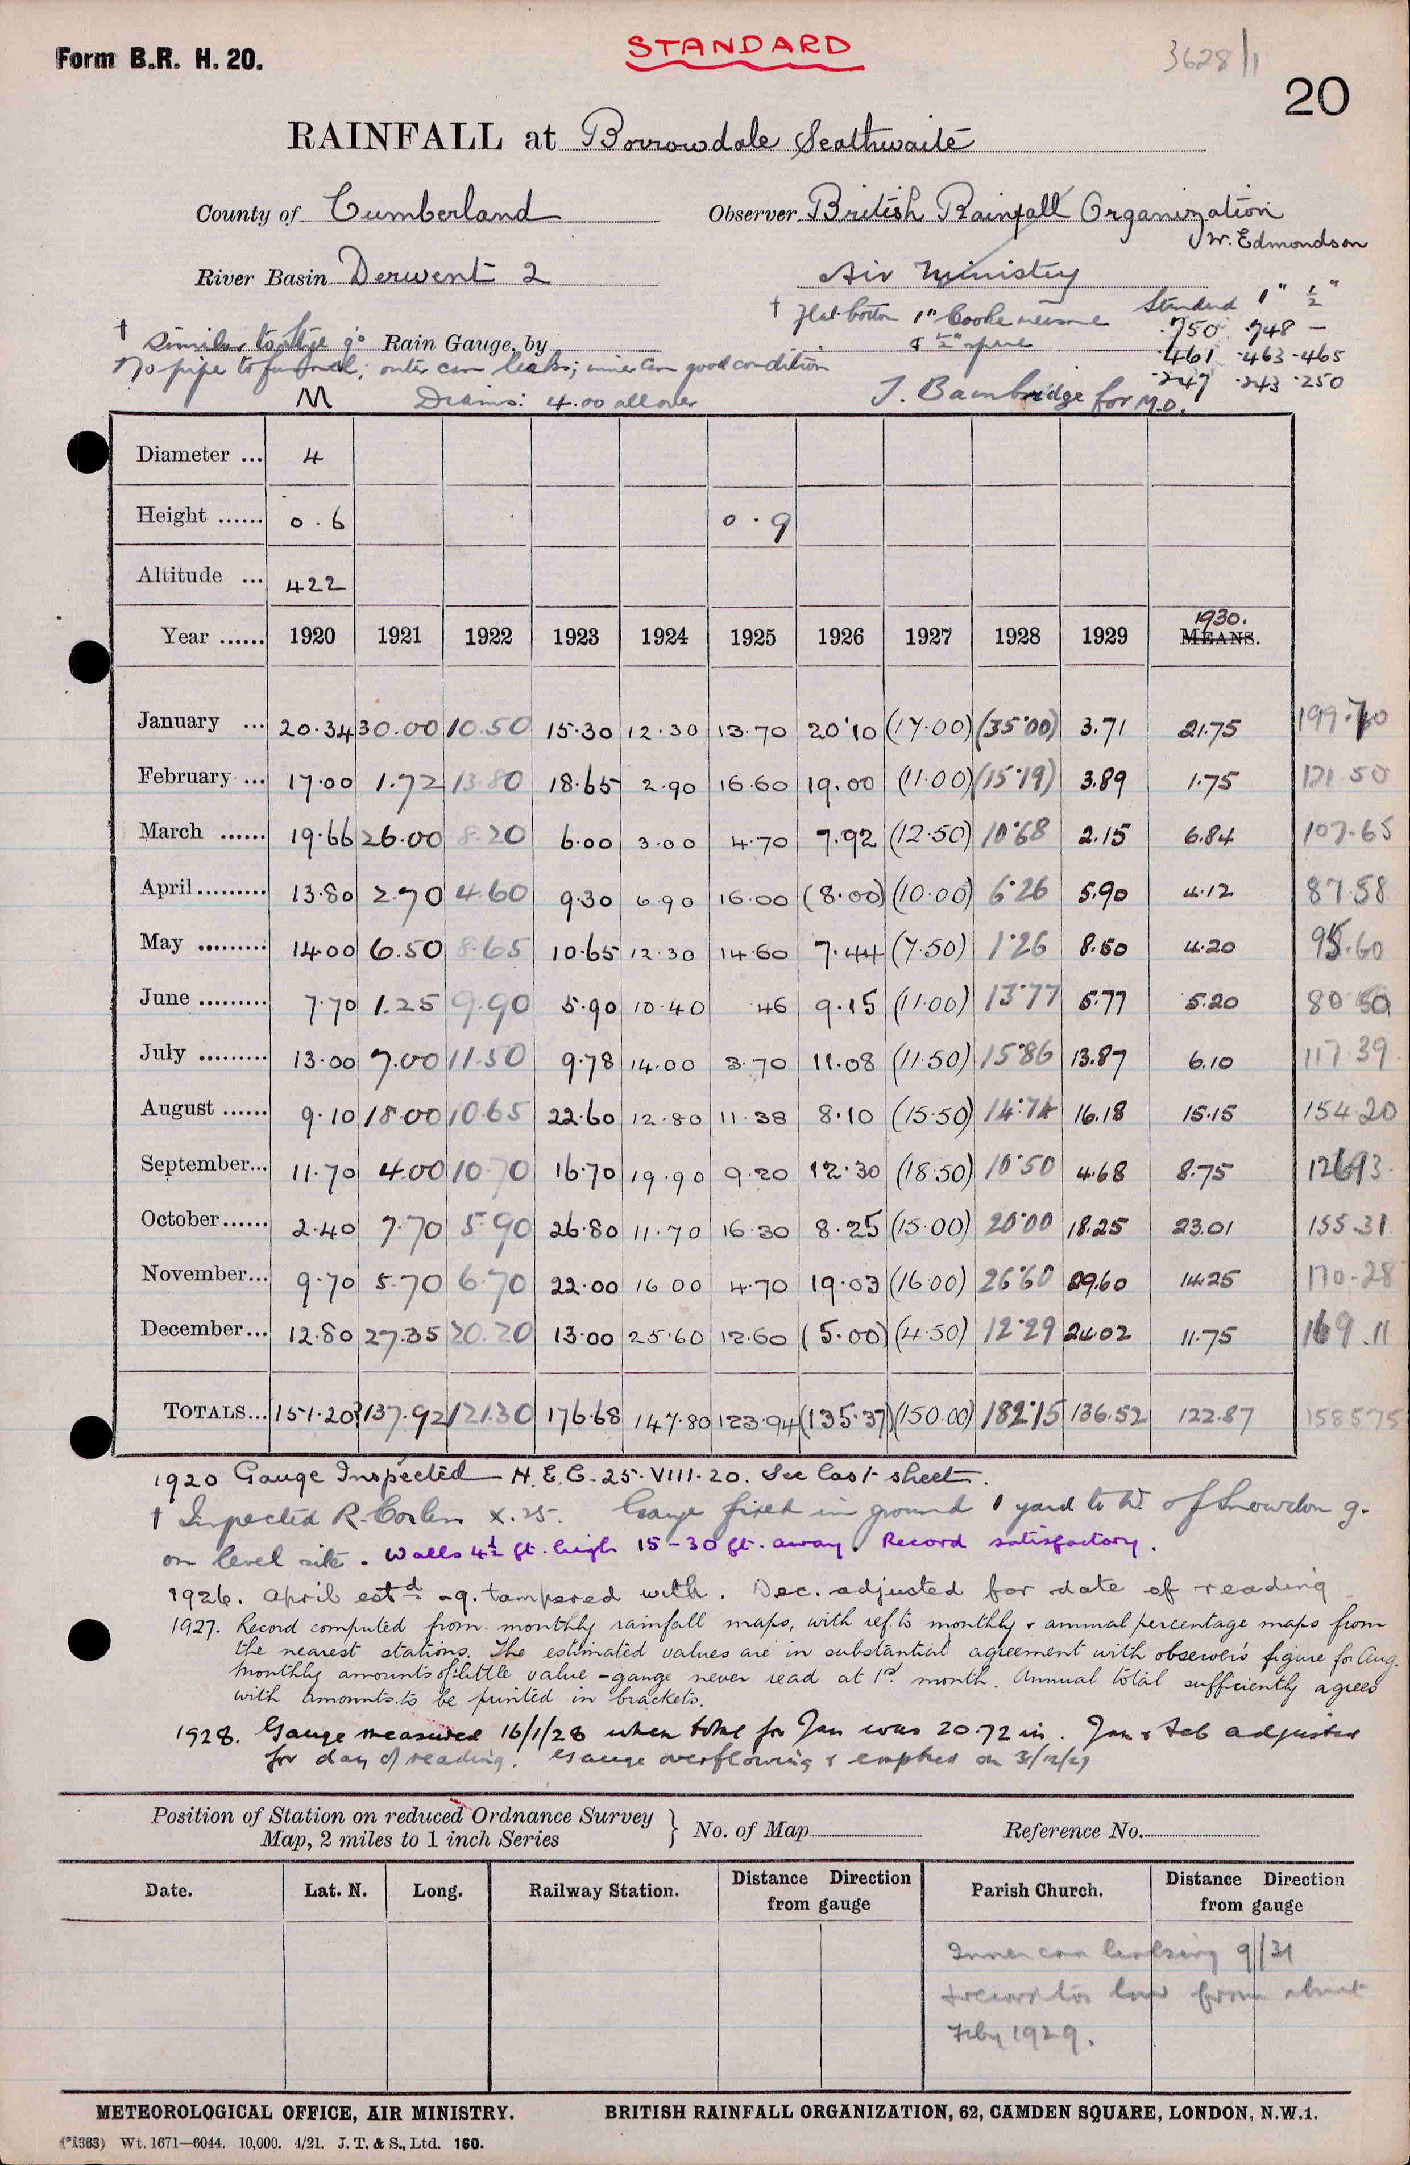 STANDARD
Form B.R. H. 20.
3628/1
20
RAINFALL at Borrowdale Seathwaite
County of Cumberland Observer British Rainfall Organization
W. Edmondson
River Basin Derwent 2 Air Ministry
† Flat bottom 1" Cooke measure Standard 1" ½"
& ½" spare .750 .748 –
† Similar to Stye g. Rain Gauge, by .461 .463 .465
No pipe to funnel; outer can leaks; inner can good condition .247 .243 .250
M Diams: 4.00 all over J. Bainbridge for M.O.
Diameter ... 4
Height ...... 0.6 0.9
Altitude ... 422
Year ...... 1920 1921 1922 1923 1924 1925 1926 1927 1928 1929 1930. MEANS.
January ... 20.34 30.00 10.50 15.30 12.30 13.70 20.10 (17.00) (35.00) 3.71 21.75 199.70
February ... 17.00 1.72 13.80 18.65 2.90 16.60 19.00 (11.00) (15.19) 3.89 1.75 121.50
March ...... 19.66 26.00 8.20 6.00 3.00 4.70 7.92 (12.50) 10.68 2.15 6.84 107.65
April......... 13.80 2.70 4.60 9.30 6.90 16.00 (8.00) (10.00) 6.26 5.90 4.12 87.58
May ......... 14.00 6.50 8.65 10.65 12.30 14.60 7.44 (7.50) 1.26 8.50 4.20 95.60
June ......... 7.70 1.25 9.90 5.90 10.40 .46 9.15 (11.00) 13.77 5.77 5.20 80.50
July ......... 13.00 7.00 11.50 9.78 14.00 3.70 11.08 (11.50) 15.86 13.87 6.10 117.39
August ...... 9.10 18.00 10.65 22.60 12.80 11.38 8.10 (15.50) 14.74 16.18 15.15 154.20
September... 11.70 4.00 10.70 16.70 19.90 9.20 12.30 (18.50) 10.50 4.68 8.75 126.93
October...... 2.40 7.70 5.90 26.80 11.70 16.30 8.25 (15.00) 20.00 18.25 23.01 155.31
November... 9.70 5.70 6.70 22.00 16.00 4.70 19.03 (16.00) 26.60 29.60 14.25 170.28
December... 12.80 27.35 20.20 13.00 25.60 12.60 (5.00) (4.50) 12.29 24.02 11.75 169.11
TOTALS... 151.20? 137.92 121.30 176.68 147.80 123.94 (135.37) (150.00) 182.15 136.52 122.87 1585.75
1920 Gauge Inspected H.E.C. 25.VIII.20. See last sheet.
† Inspected R. Corless X.25. Gauge fixed in ground 1 yard to W. of Snowdon g.
on level site. Walls 4½ ft. high 15–30 ft. away. Record satisfactory.
1926. April estd – g. tampered with. Dec. adjusted for date of reading
1927. Record computed from monthly rainfall maps, with ref. to monthly & annual percentage maps from
the nearest stations. The estimated values are in substantial agreement with observer's figure for Aug.
Monthly amounts of little value – gauge never read at 1st month. Annual total sufficiently agrees
with amounts to be printed in brackets.
1928. Gauge measured 16/1/28 when total for Jan was 20.72 in. Jan & Feb adjusted
for day of reading. Gauge overflowing & emptied on 31/12/27
Position of Station on reduced Ordnance Survey
Map, 2 miles to 1 inch Series } No. of Map Reference No.
Date. Lat. N. Long. Railway Station. Distance Direction from gauge Parish Church. Distance Direction from gauge
Inner can leaking 9/31
& record too low from about
Feby 1929.
METEOROLOGICAL OFFICE, AIR MINISTRY. BRITISH RAINFALL ORGANIZATION, 62, CAMDEN SQUARE, LONDON, N.W.1.
(*1363) Wt. 1671—6044. 10,000. 4/21. J. T. & S., Ltd. 160.